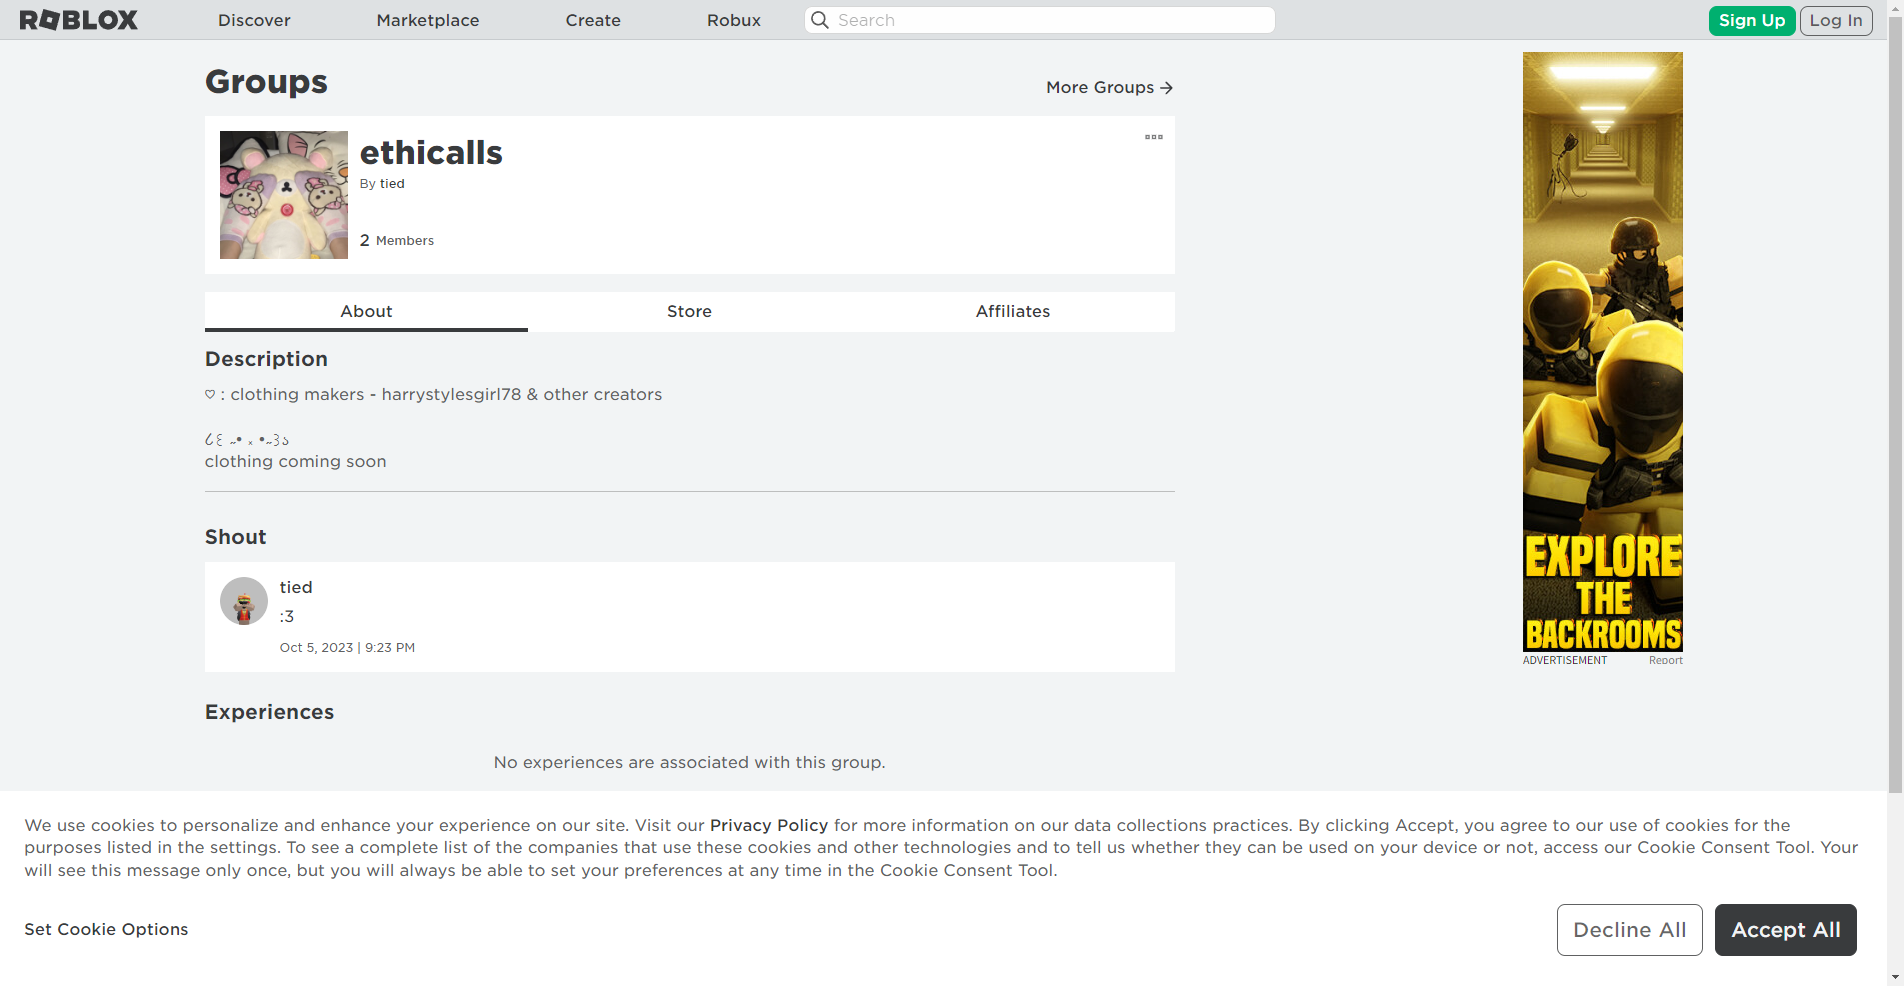 ROBLOX
Discover
Marketplace
Create
Robux
Search
Sign Up
Log In
Groups
More Groups →
ethicalls
By tied
2 Members
About
Store
Affiliates
Description
♡ : clothing makers - harrystylesgirl78 & other creators
clothing coming soon
Shout
tied
:3
Oct 5, 2023 | 9:23 PM
Experiences
No experiences are associated with this group.
EXPLORE
THE
BACKROOMS
ADVERTISEMENT
Report
We use cookies to personalize and enhance your experience on our site. Visit our Privacy Policy for more information on our data collections practices. By clicking Accept, you agree to our use of cookies for the
purposes listed in the settings. To see a complete list of the companies that use these cookies and other technologies and to tell us whether they can be used on your device or not, access our Cookie Consent Tool. Your
will see this message only once, but you will always be able to set your preferences at any time in the Cookie Consent Tool.
Set Cookie Options
Decline All
Accept All